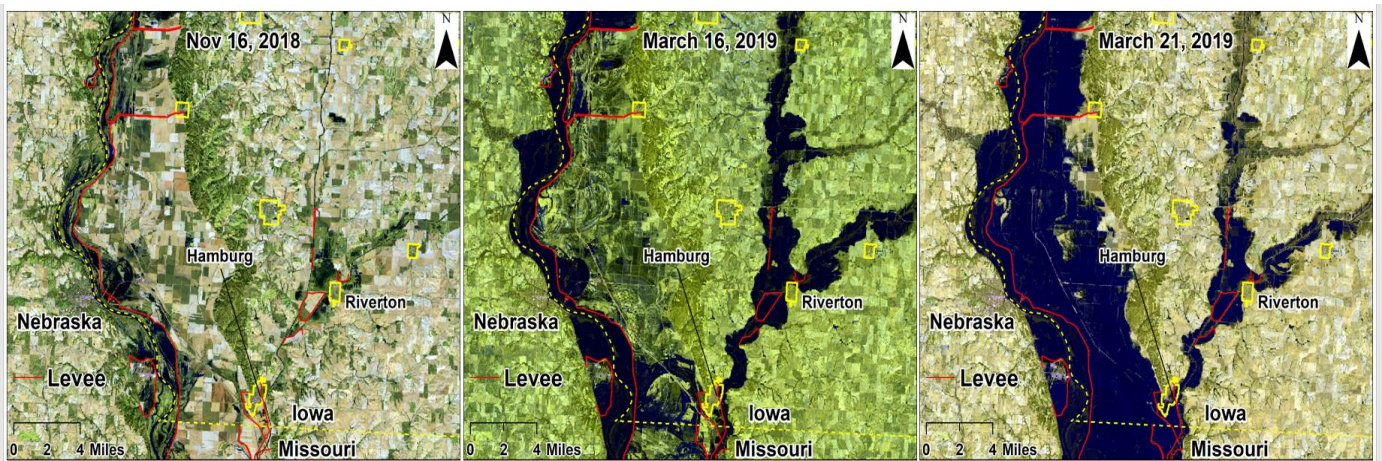 Nov 16, 2018
N
Hamburg
Riverton
Nebraska
Levee
Iowa
0 2 4 Miles
Missouri
March 16, 2019
N
Hamburg
Riverton
Nebraska
Levee
Iowa
0 2 4 Miles
Missouri
March 21, 2019
N
Hamburg
Riverton
Nebraska
Levee
Iowa
0 2 4 Miles
Missouri